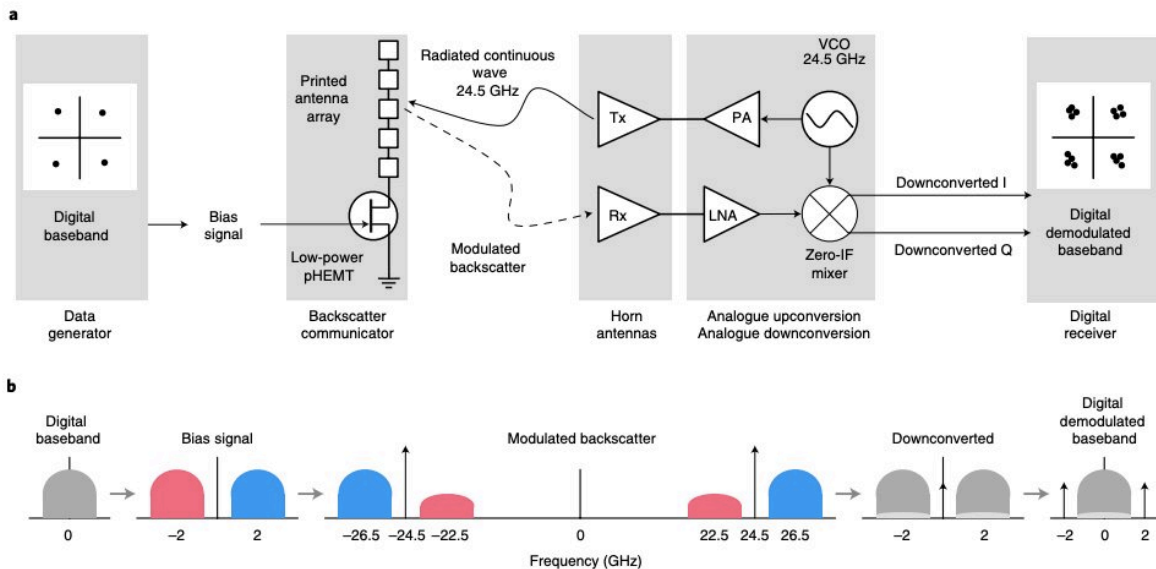 a
VCO
24.5 GHz
Radiated continuous
wave
24.5 GHz
Printed
antenna
array
Tx
PA
Downconverted I
Digital
baseband
Bias
signal
Rx
LNA
Digital
demodulated
baseband
Modulated
backscatter
Low-power
pHEMT
Zero-IF
mixer
Downconverted Q
Data
generator
Backscatter
communicator
Horn
antennas
Analogue upconversion
Analogue downconversion
Digital
receiver
b
Digital
baseband
Bias signal
Modulated backscatter
Downconverted
Digital
demodulated
baseband
0
–2 2
–26.5 –24.5 –22.5 0 22.5 24.5 26.5
–2 2
–2 0 2
Frequency (GHz)